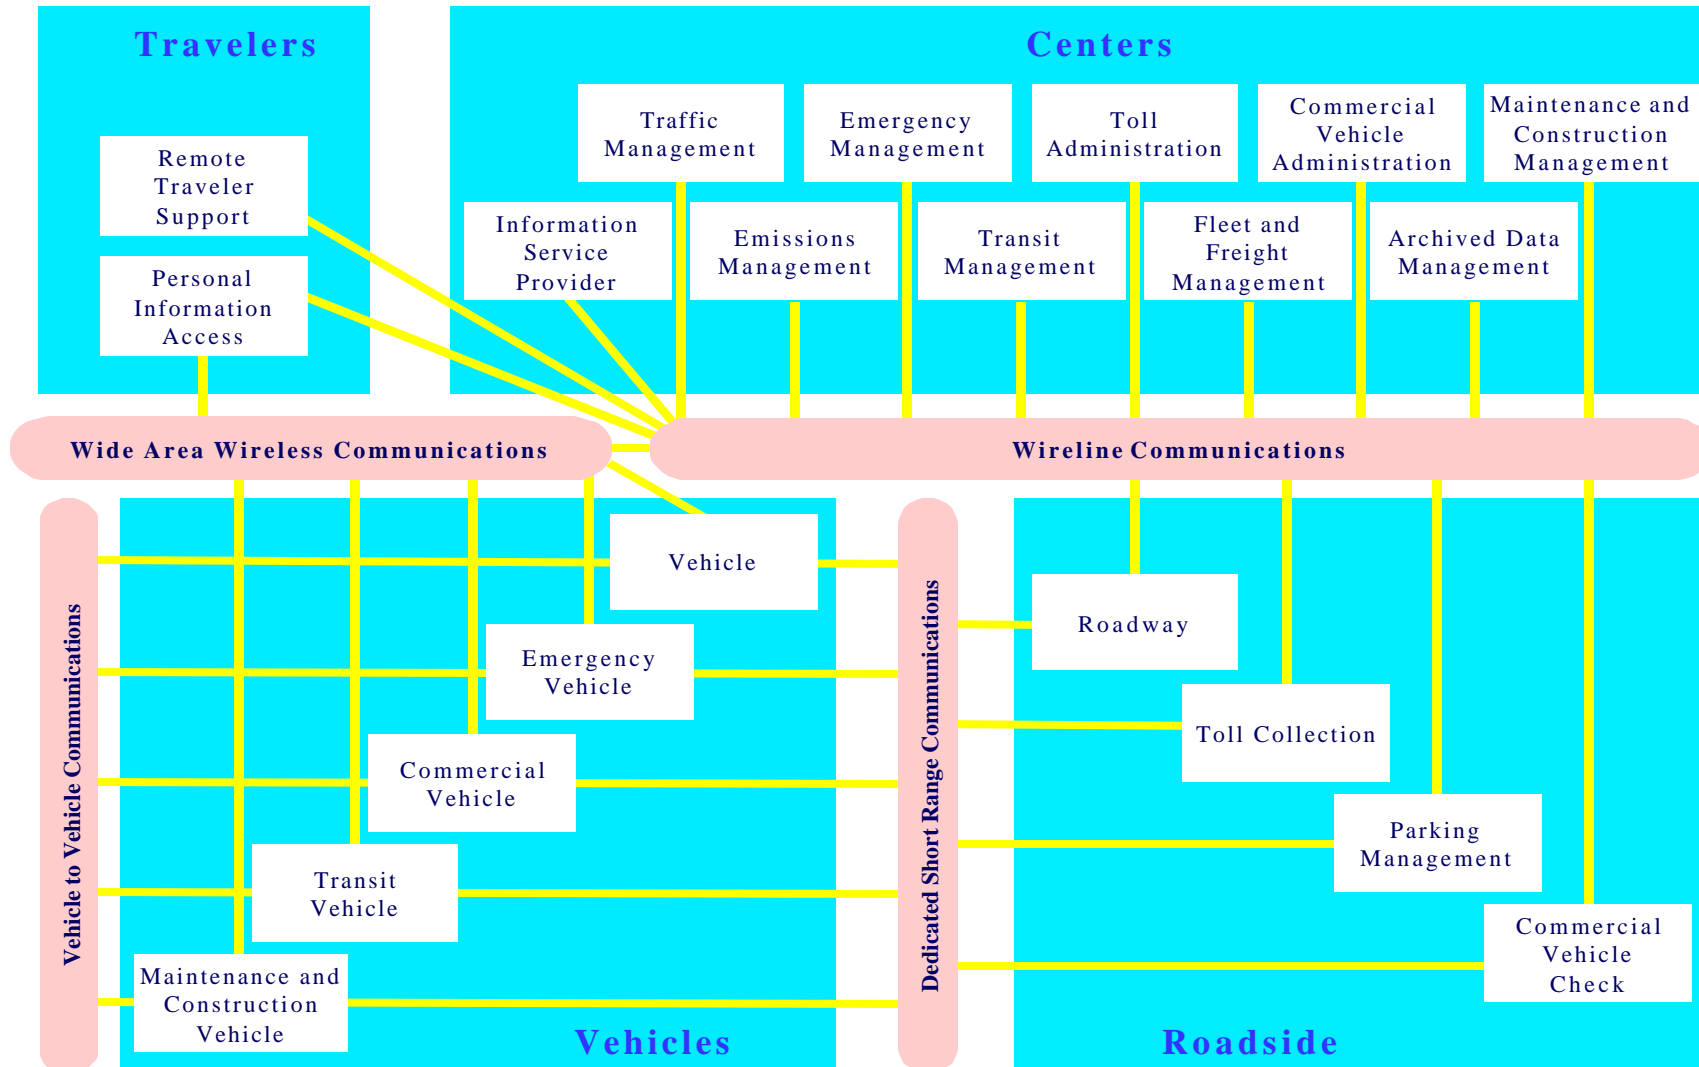 Travelers
Remote
Traveler
Support
Personal
Information
Access
Centers
Traffic
Management
Emergency
Management
Toll
Administration
Commercial
Vehicle
Administration
Maintenance and
Construction
Management
Information
Service
Provider
Emissions
Management
Transit
Management
Fleet and
Freight
Management
Archived Data
Management
Wide Area Wireless Communications
Wireline Communications
Vehicle to Vehicle Communications
Vehicle
Emergency
Vehicle
Commercial
Vehicle
Transit
Vehicle
Maintenance and
Construction
Vehicle
Vehicles
Dedicated Short Range Communications
Roadway
Toll Collection
Parking
Management
Commercial
Vehicle
Check
Roadside